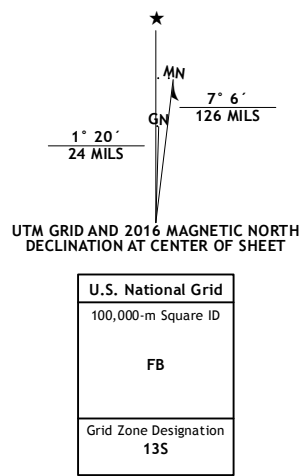 MN
GN
7° 6´
126 MILS
1° 20´
24 MILS
UTM GRID AND 2016 MAGNETIC NORTH
DECLINATION AT CENTER OF SHEET
U.S. National Grid
100,000-m Square ID
FB
Grid Zone Designation
13S